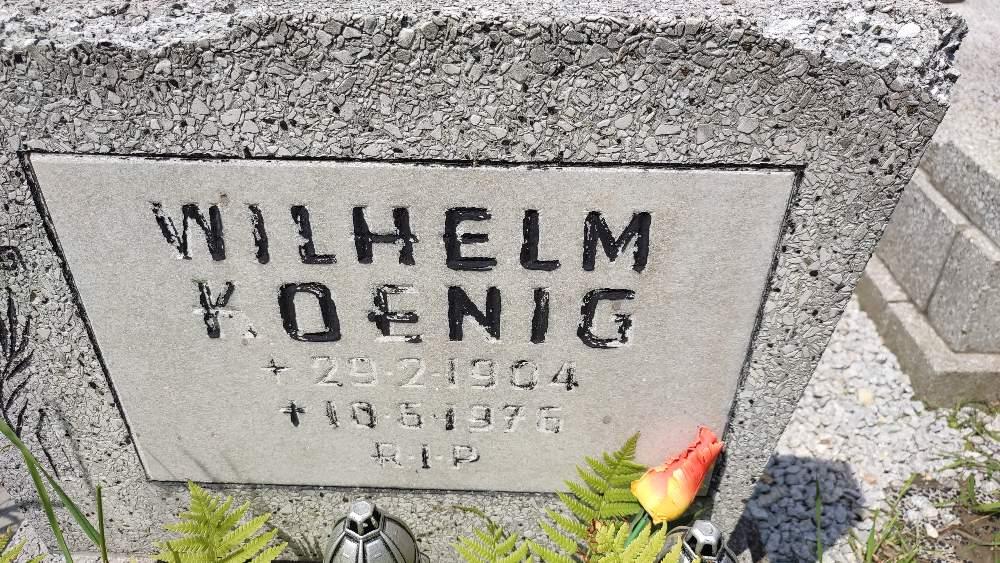 WILHELM
KOENIG
+ 29·2·1904
+ 10·6·1976
R·I·P